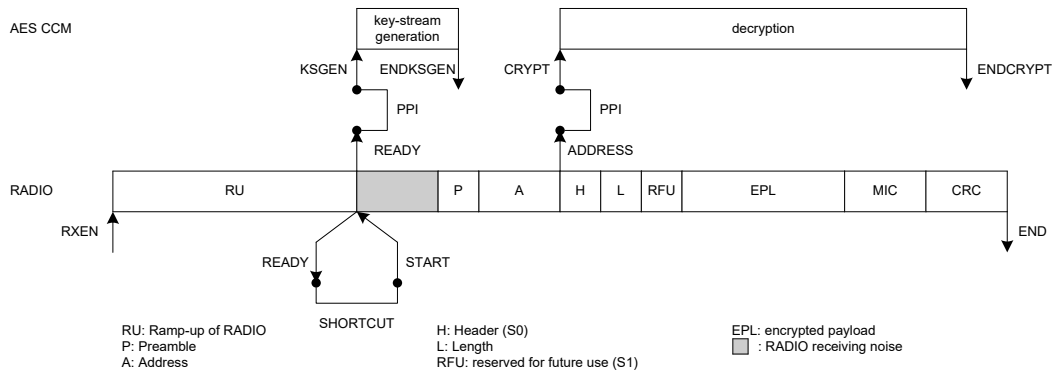 AES CCM
key-stream
generation
decryption
KSGEN
ENDKSGEN
CRYPT
ENDCRYPT
PPI
PPI
READY
ADDRESS
RADIO
RU
P
A
H
L
RFU
EPL
MIC
CRC
RXEN
END
READY
START
SHORTCUT
RU: Ramp-up of RADIO
P: Preamble
A: Address
H: Header (S0)
L: Length
RFU: reserved for future use (S1)
EPL: encrypted payload
: RADIO receiving noise